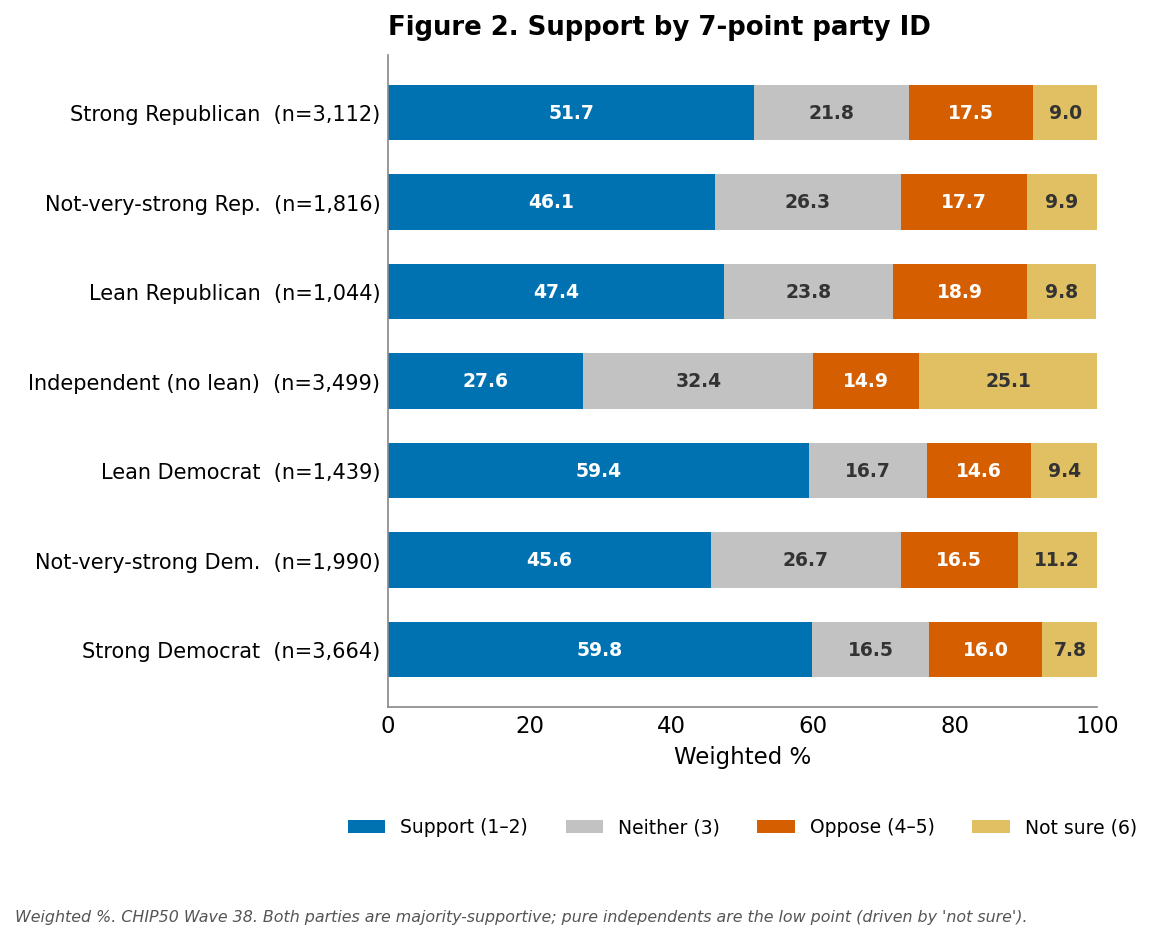 Figure 2. Support by 7-point party ID
Strong Republican (n=3,112) 51.7 21.8 17.5 9.0
Not-very-strong Rep. (n=1,816) 46.1 26.3 17.7 9.9
Lean Republican (n=1,044) 47.4 23.8 18.9 9.8
Independent (no lean) (n=3,499) 27.6 32.4 14.9 25.1
Lean Democrat (n=1,439) 59.4 16.7 14.6 9.4
Not-very-strong Dem. (n=1,990) 45.6 26.7 16.5 11.2
Strong Democrat (n=3,664) 59.8 16.5 16.0 7.8
0 20 40 60 80 100
Weighted %
Support (1–2) Neither (3) Oppose (4–5) Not sure (6)
Weighted %. CHIP50 Wave 38. Both parties are majority-supportive; pure independents are the low point (driven by 'not sure').